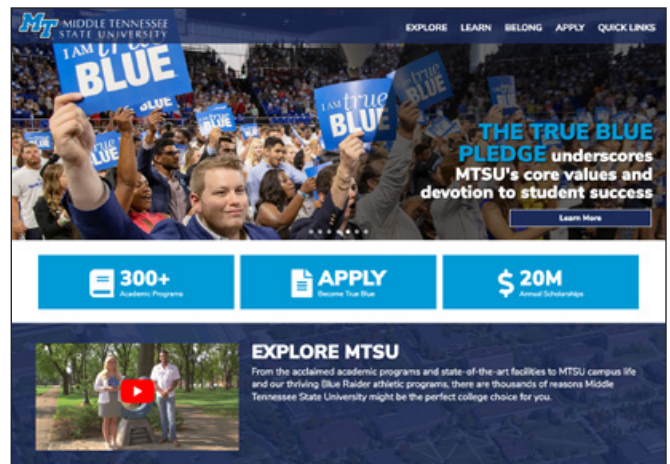 MT MIDDLE TENNESSEE
STATE UNIVERSITY
EXPLORE LEARN BELONG APPLY QUICK LINKS
I AM true
BLUE
BLUE
I AM true
BLUE
BLUE
BLUE
THE TRUE BLUE
PLEDGE underscores
MTSU's core values and
devotion to student success
Learn More
300+
Academic Programs
APPLY
Become True Blue
$ 20M
Annual Scholarships
EXPLORE MTSU
From the acclaimed academic programs and state-of-the-art facilities to MTSU campus life
and our thriving Blue Raider athletic programs, there are thousands of reasons Middle
Tennessee State University might be the perfect college choice for you.